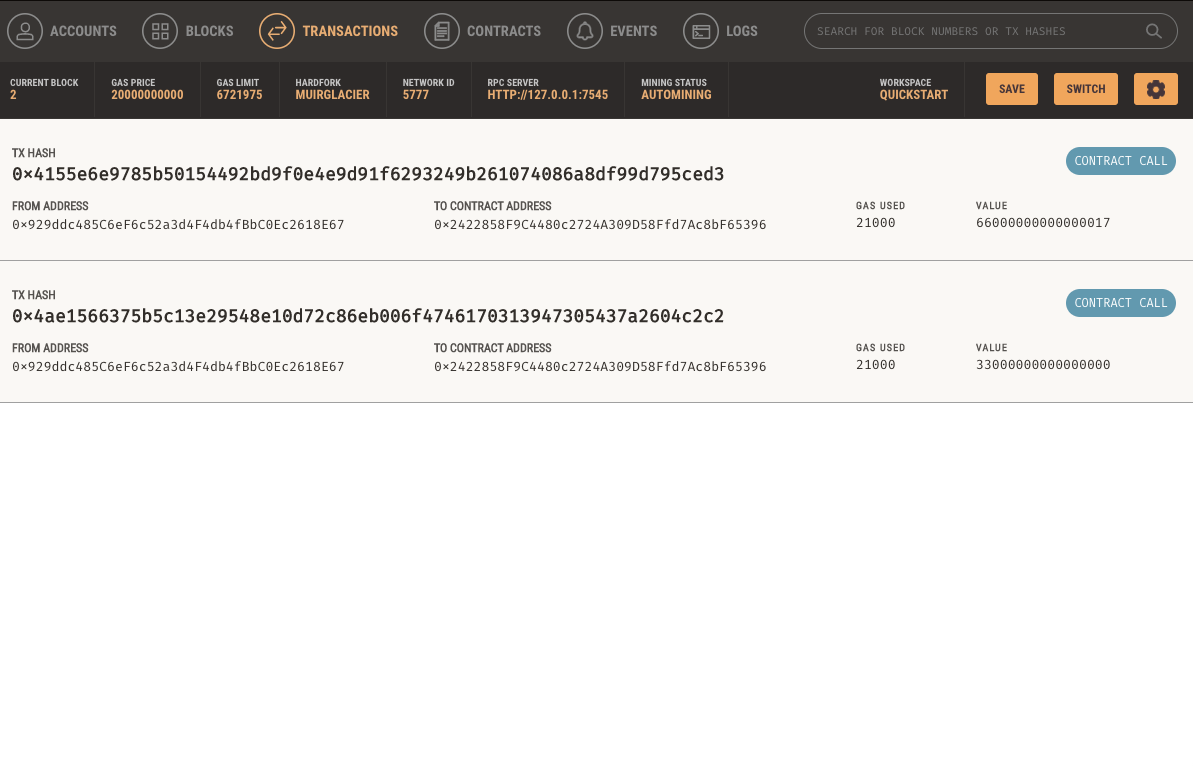 ACCOUNTS BLOCKS TRANSACTIONS CONTRACTS EVENTS LOGS SEARCH FOR BLOCK NUMBERS OR TX HASHES
CURRENT BLOCK GAS PRICE GAS LIMIT HARDFORK NETWORK ID RPC SERVER MINING STATUS WORKSPACE
2 20000000000 6721975 MUIRGLACIER 5777 HTTP://127.0.0.1:7545 AUTOMINING QUICKSTART SAVE SWITCH
TX HASH
0×4155e6e9785b50154492bd9f0e4e9d91f6293249b261074086a8df99d795ced3 CONTRACT CALL
FROM ADDRESS TO CONTRACT ADDRESS GAS USED VALUE
0×929ddc485C6eF6c52a3d4F4db4fBbC0Ec2618E67 0×2422858F9C4480c2724A309D58Ffd7Ac8bF65396 21000 66000000000000017
TX HASH
0×4ae1566375b5c13e29548e10d72c86eb006f4746170313947305437a2604c2c2 CONTRACT CALL
FROM ADDRESS TO CONTRACT ADDRESS GAS USED VALUE
0×929ddc485C6eF6c52a3d4F4db4fBbC0Ec2618E67 0×2422858F9C4480c2724A309D58Ffd7Ac8bF65396 21000 33000000000000000